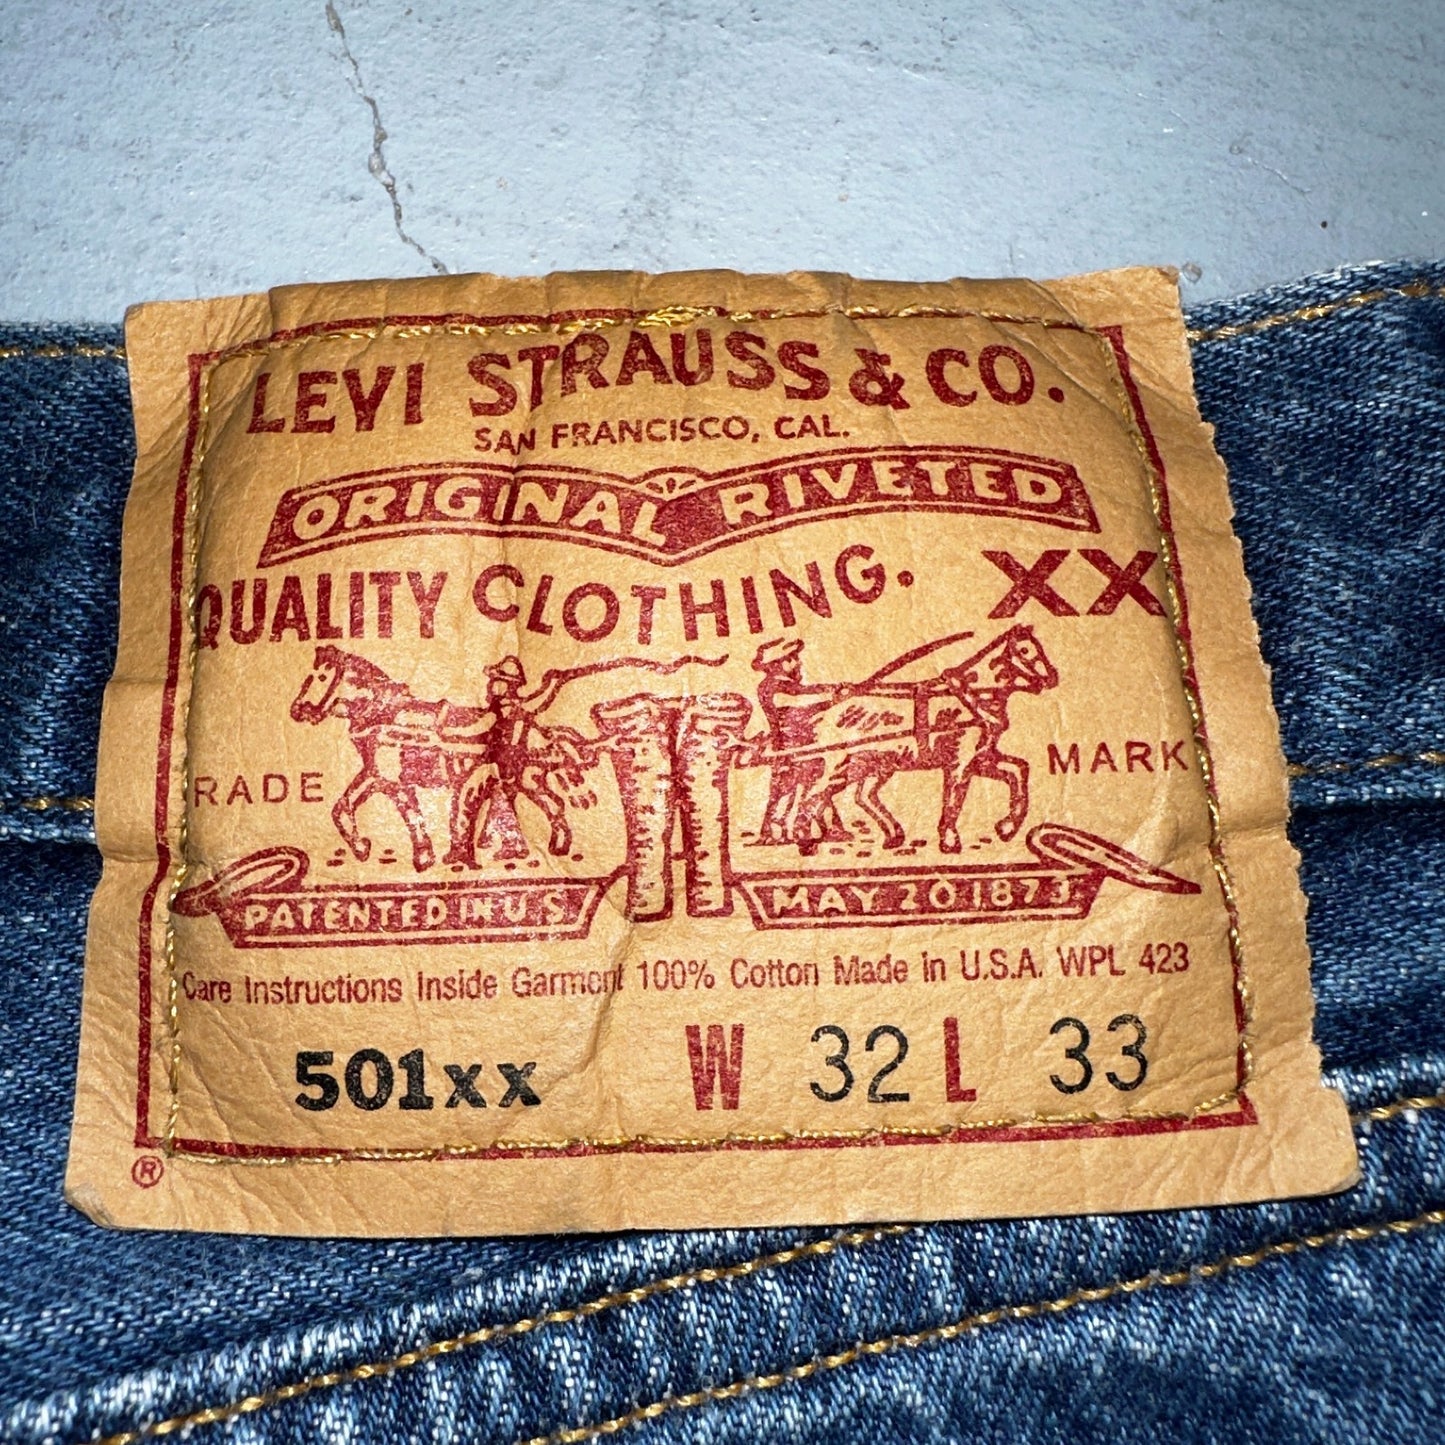 LEVI STRAUSS & CO.
SAN FRANCISCO, CAL.
ORIGINAL RIVETED
QUALITY CLOTHING. XX
TRADE MARK
PATENTED IN U S MAY 20 1873
Care Instructions Inside Garment 100% Cotton Made in U.S.A. WPL 423
501xx W 32 L 33
®